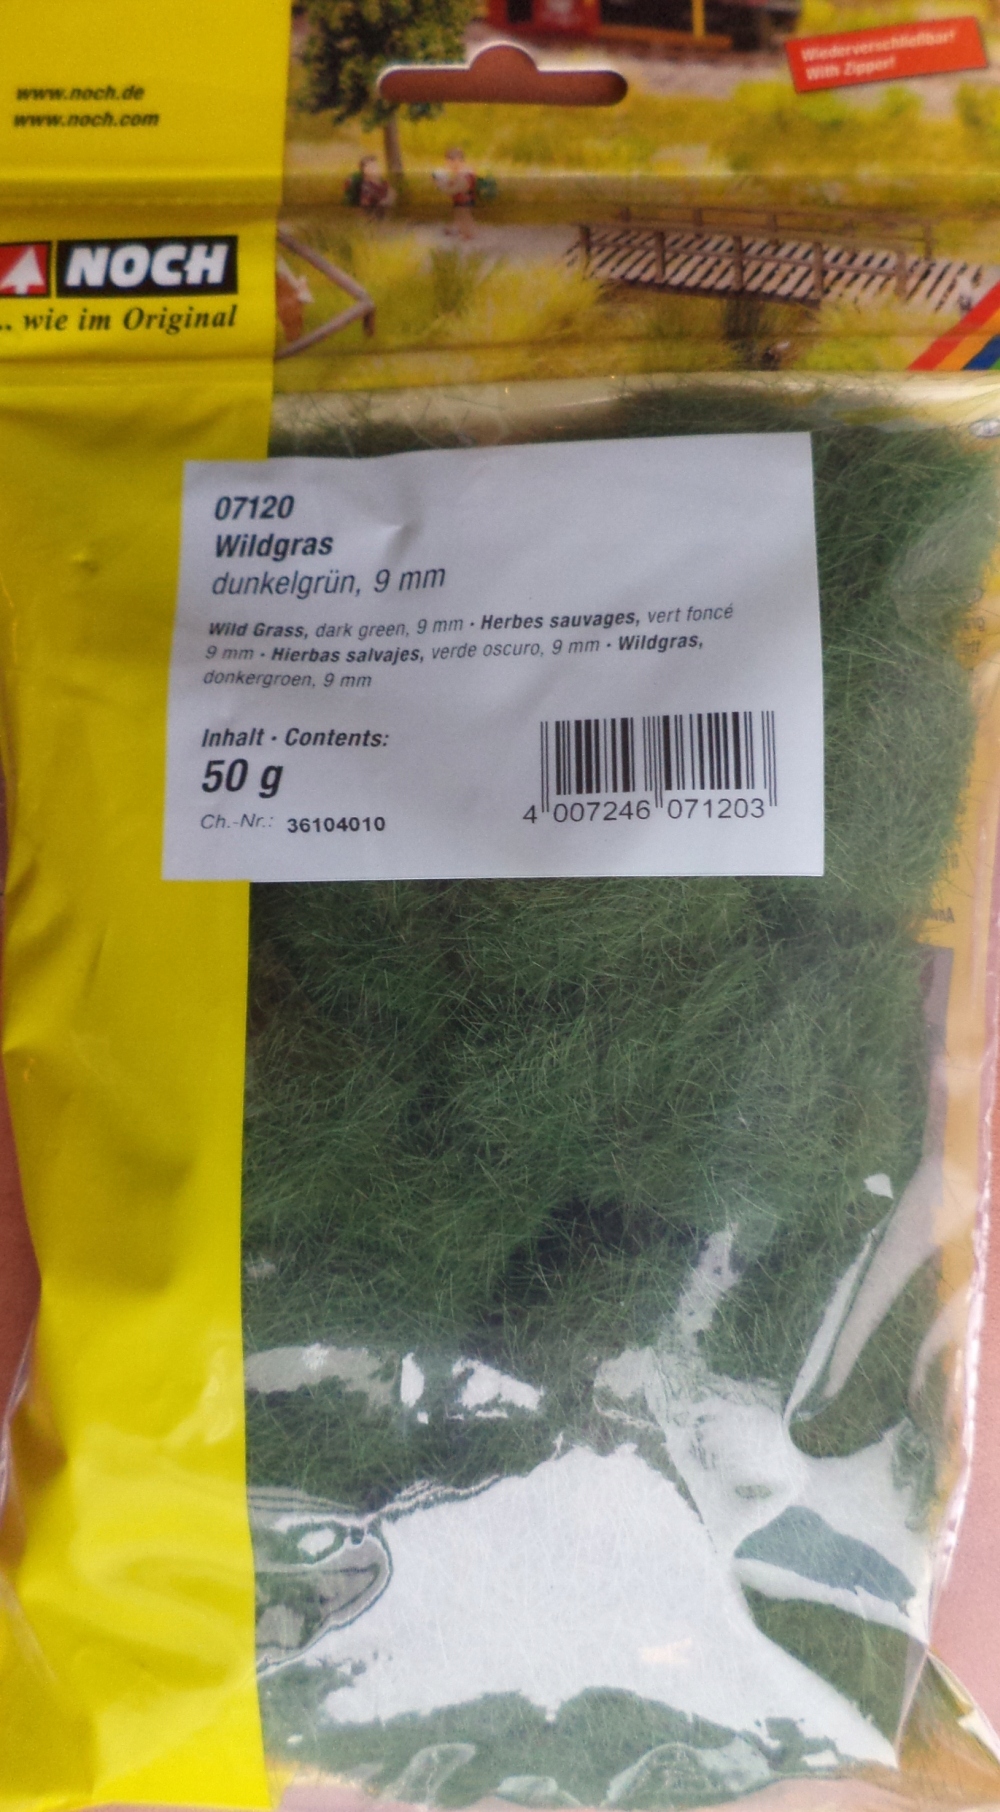 www.noch.de
www.noch.com
Wiederverschließbar!
With Zipper!
NOCH
... wie im Original
07120
Wildgras
dunkelgrün, 9 mm
Wild Grass, dark green, 9 mm · Herbes sauvages, vert foncé
9 mm · Hierbas salvajes, verde oscuro, 9 mm · Wildgras,
donkergroen, 9 mm
Inhalt · Contents:
50 g
Ch.-Nr.: 36104010
4 007246 071203